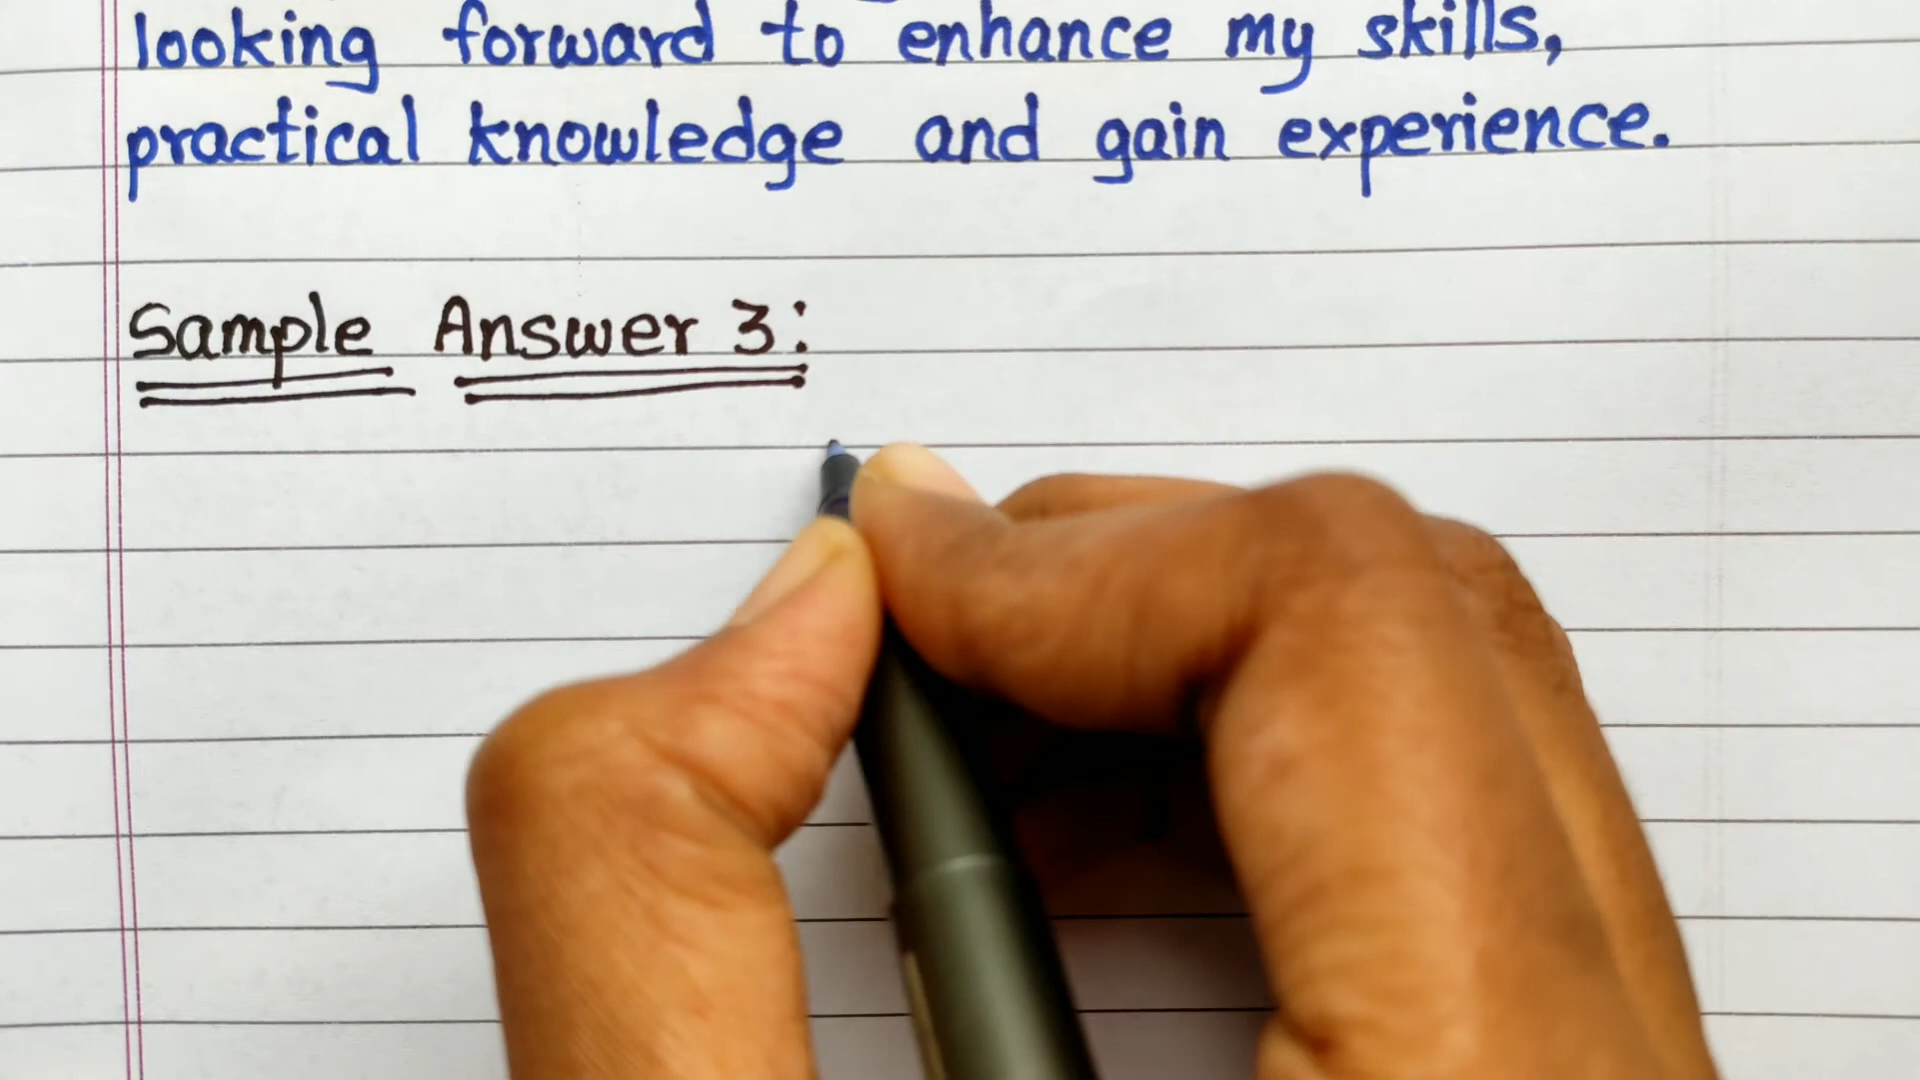 looking forward to enhance my skills,
practical knowledge and gain experience.
Sample Answer 3: